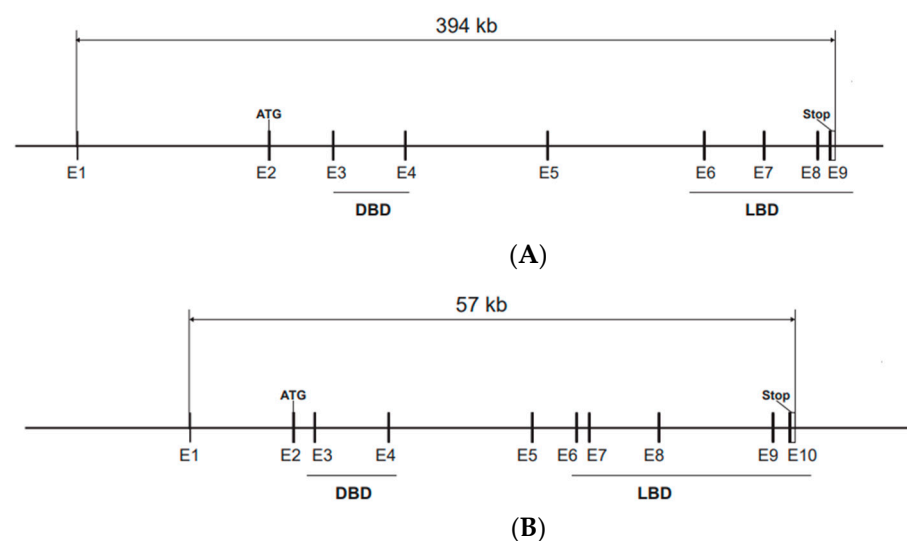 394 kb
ATG
Stop
E1 E2 E3 E4 E5 E6 E7 E8 E9
DBD LBD
(A)
57 kb
ATG
Stop
E1 E2 E3 E4 E5 E6 E7 E8 E9 E10
DBD LBD
(B)